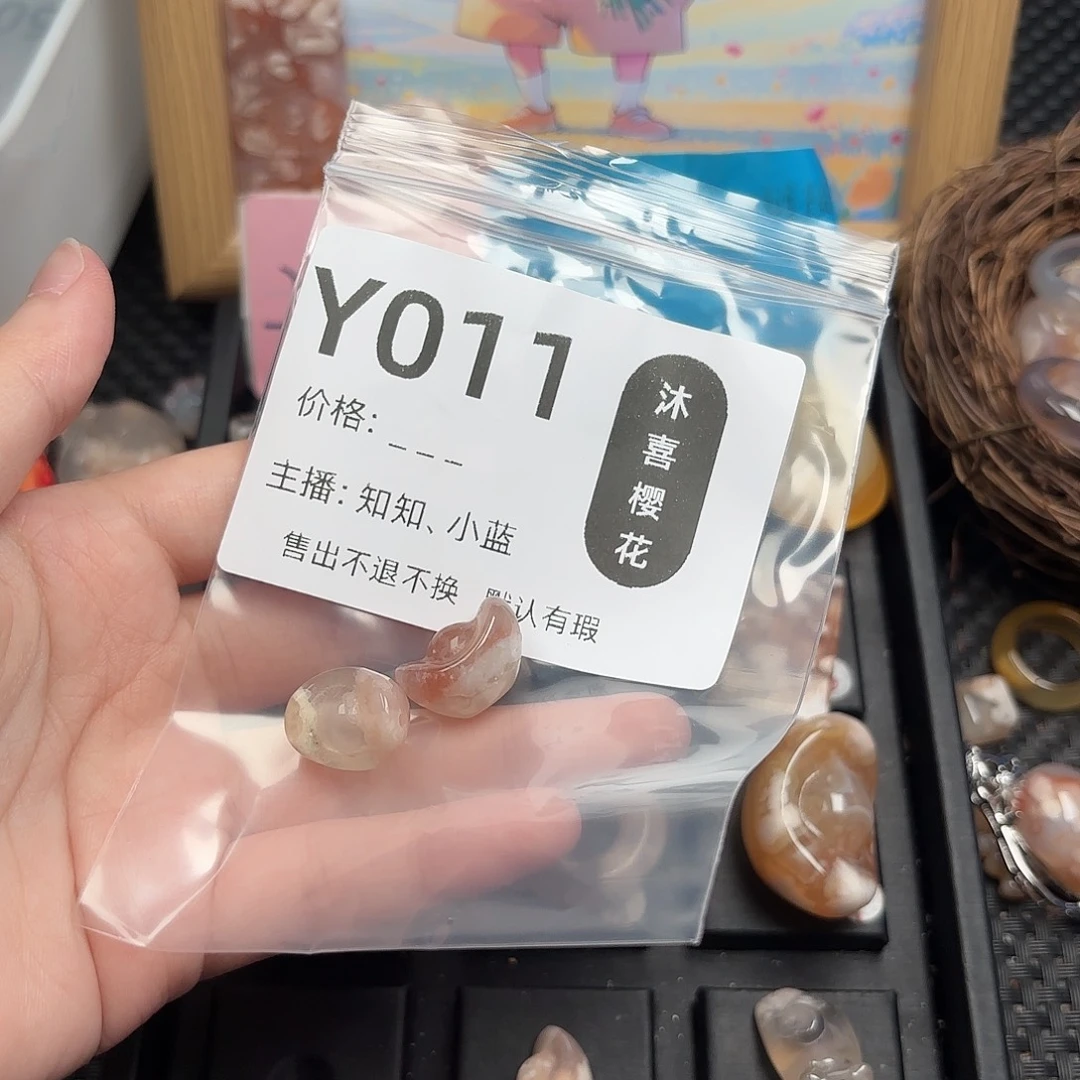 Y011
价格: _ _ _
主播: 知知、小蓝
售出不退不换 默认有瑕
沐喜樱花